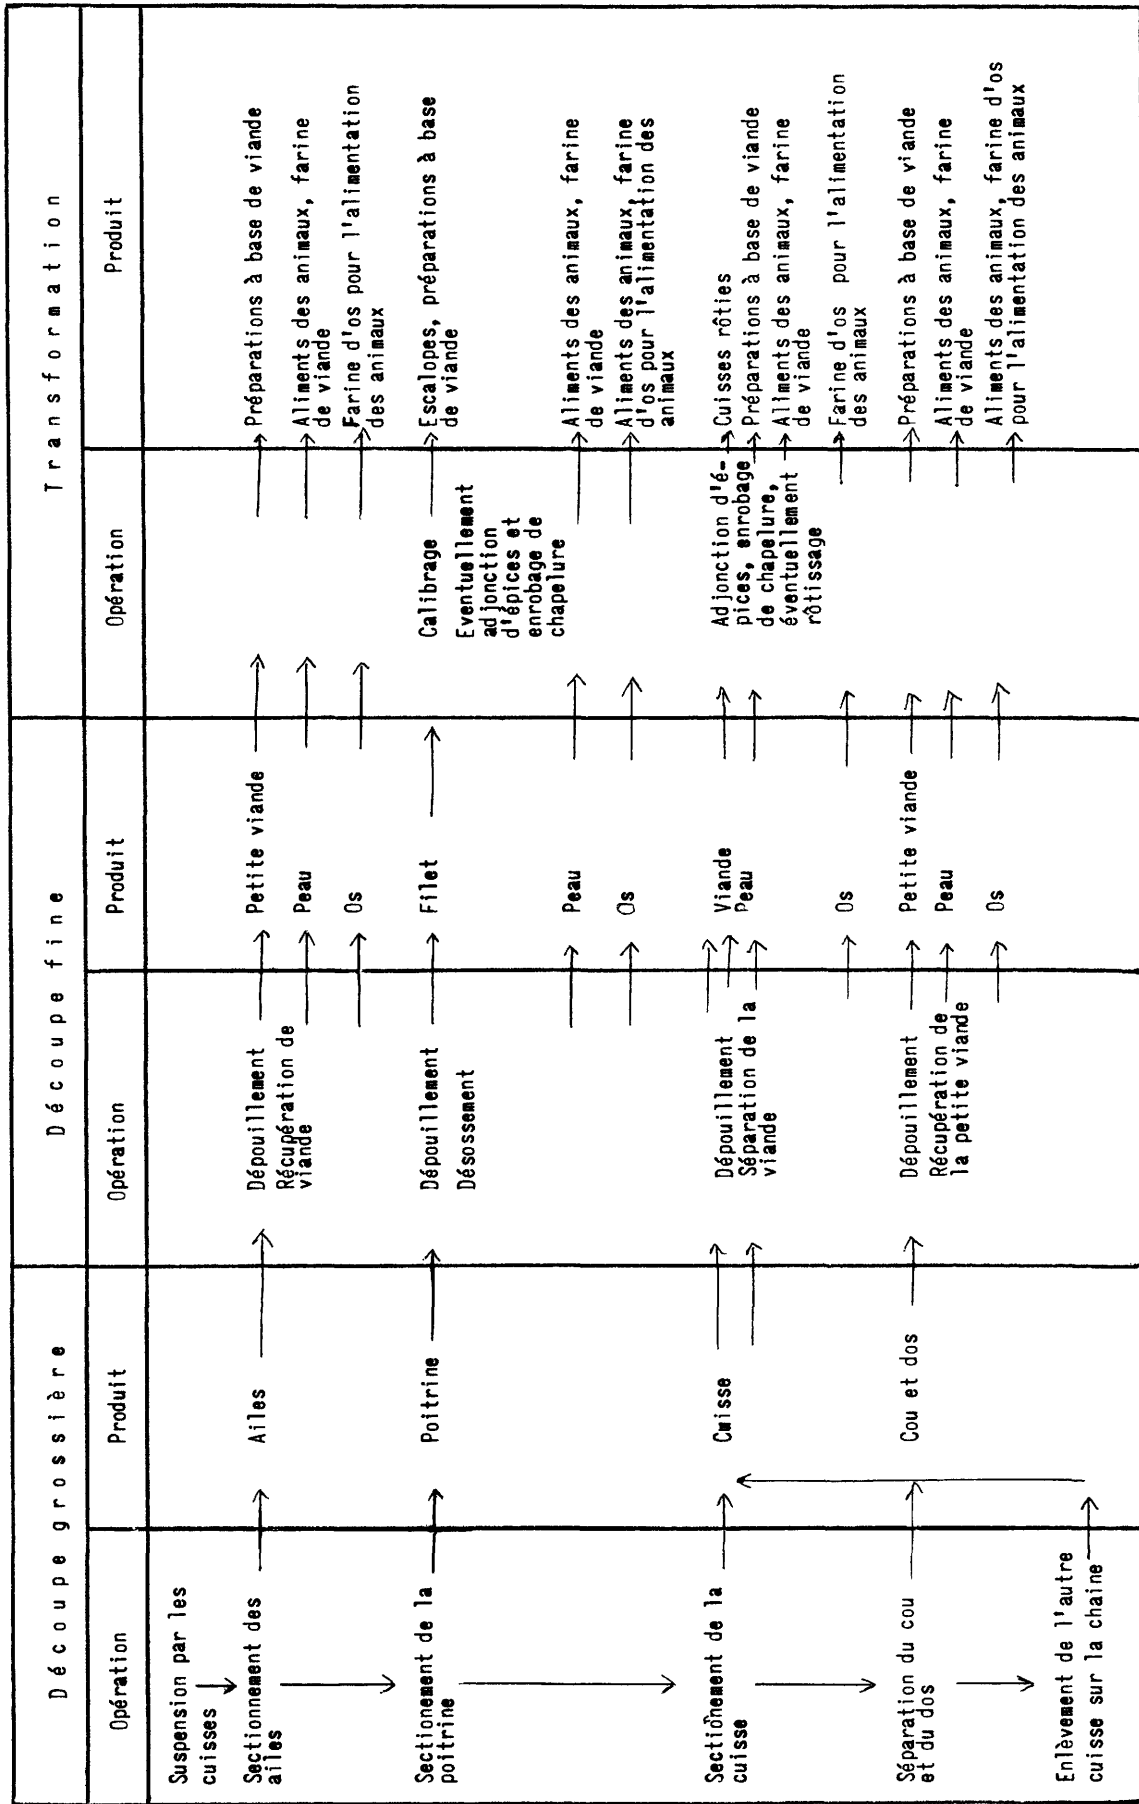 Découpe grossière
Découpe fine
Transformation
Opération
Produit
Opération
Produit
Opération
Produit
Suspension par les
cuisses
Sectionnement des
ailes
Ailes
Dépouillement
Récupération de
viande
Petite viande
Peau
Os
Préparations à base de viande
Aliments des animaux, farine
de viande
Farine d'os pour l'alimentation
des animaux
Sectionement de la
poitrine
Poitrine
Dépouillement
Désossement
Filet
Calibrage
Eventuellement
adjonction
d'épices et
enrobage de
chapelure
Escalopes, préparations à base
de viande
Peau
Aliments des animaux, farine
de viande
Os
Aliments des animaux, farine
d'os pour l'alimentation des
animaux
Sectionement de la
cuisse
Cuisse
Dépouillement
Séparation de la
viande
Viande
Peau
Os
Adjonction d'é-
pices, enrobage
de chapelure,
éventuellement
rôtissage
Cuisses rôties
Préparations à base de viande
Aliments des animaux, farine
de viande
Farine d'os pour l'alimentation
des animaux
Séparation du cou
et du dos
Cou et dos
Dépouillement
Récupération de
la petite viande
Petite viande
Peau
Os
Préparations à base de viande
Aliments des animaux, farine
de viande
Aliments des animaux, farine d'os
pour l'alimentation des animaux
Enlèvement de l'autre
cuisse sur la chaine